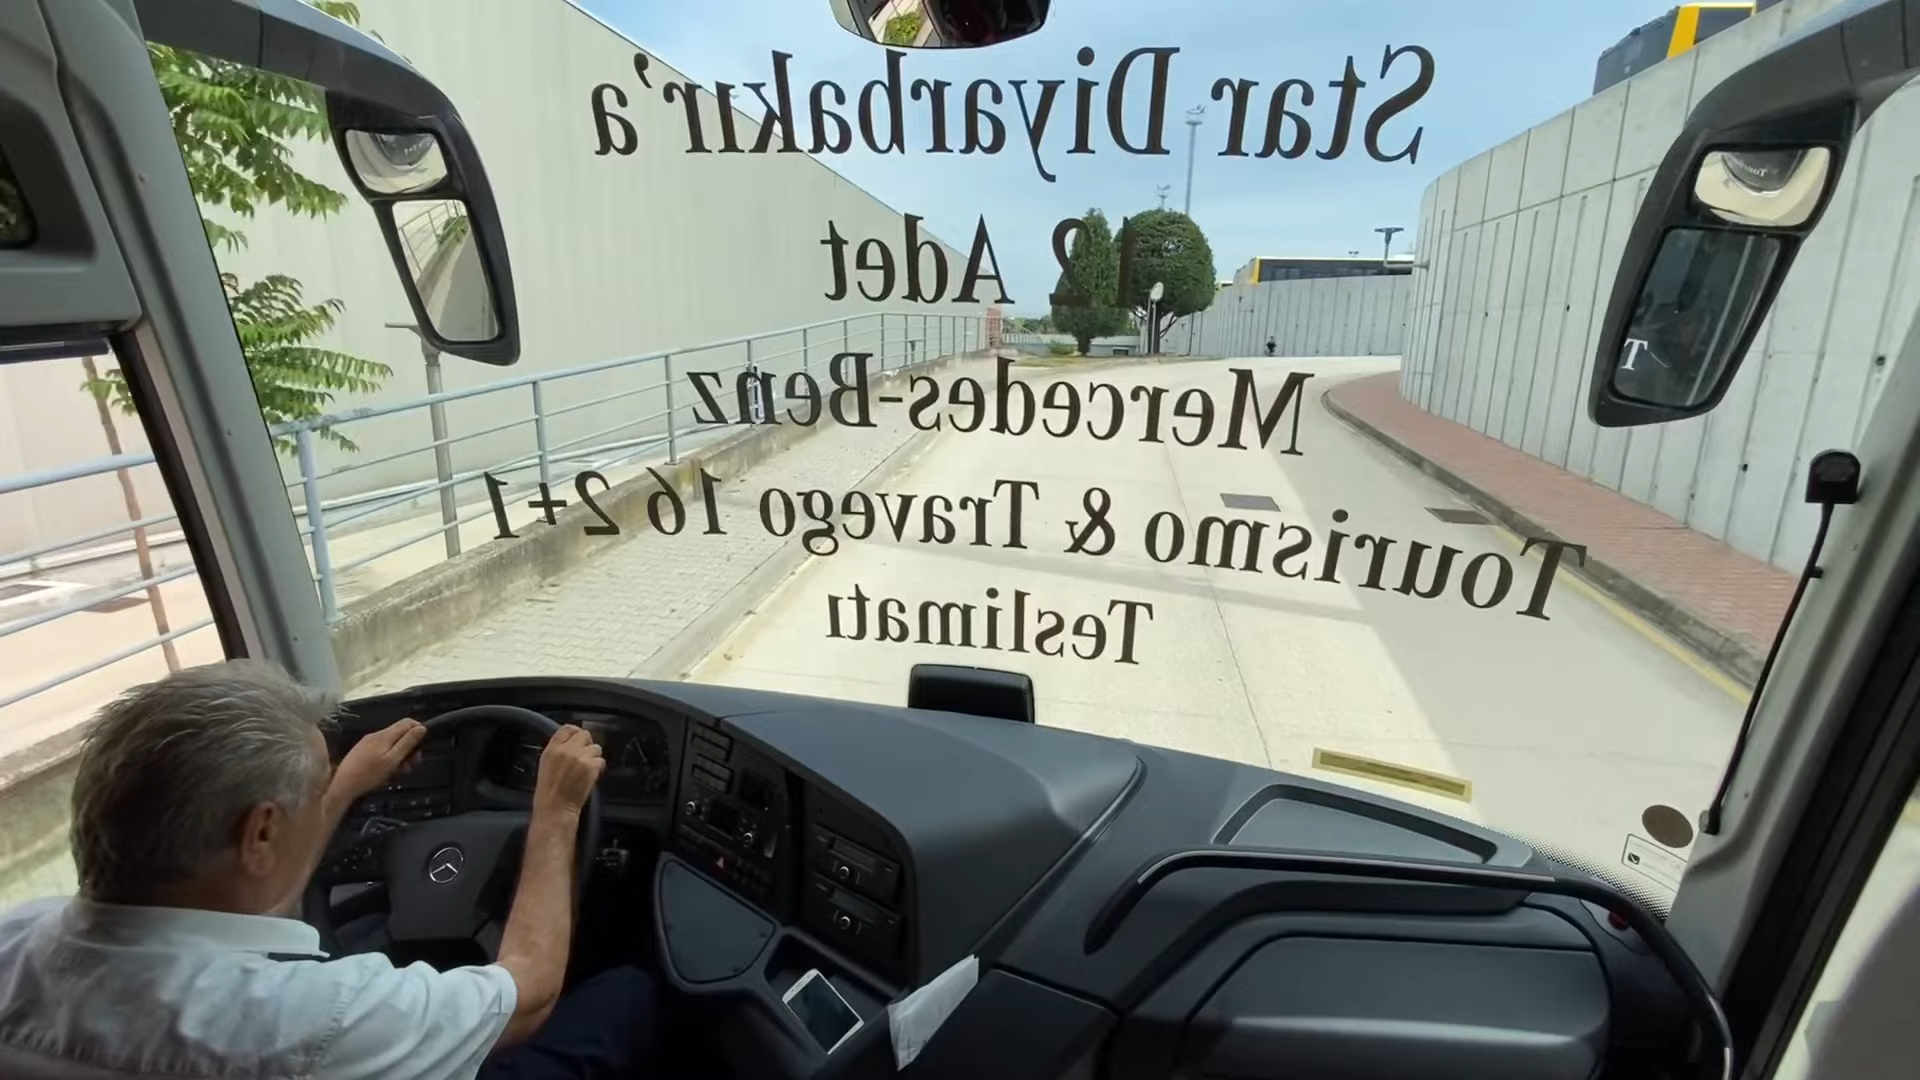 Star Diyarbakır'a
12 Adet
Mercedes-Benz
Tourismo & Travego 16 2+1
Teslimatı